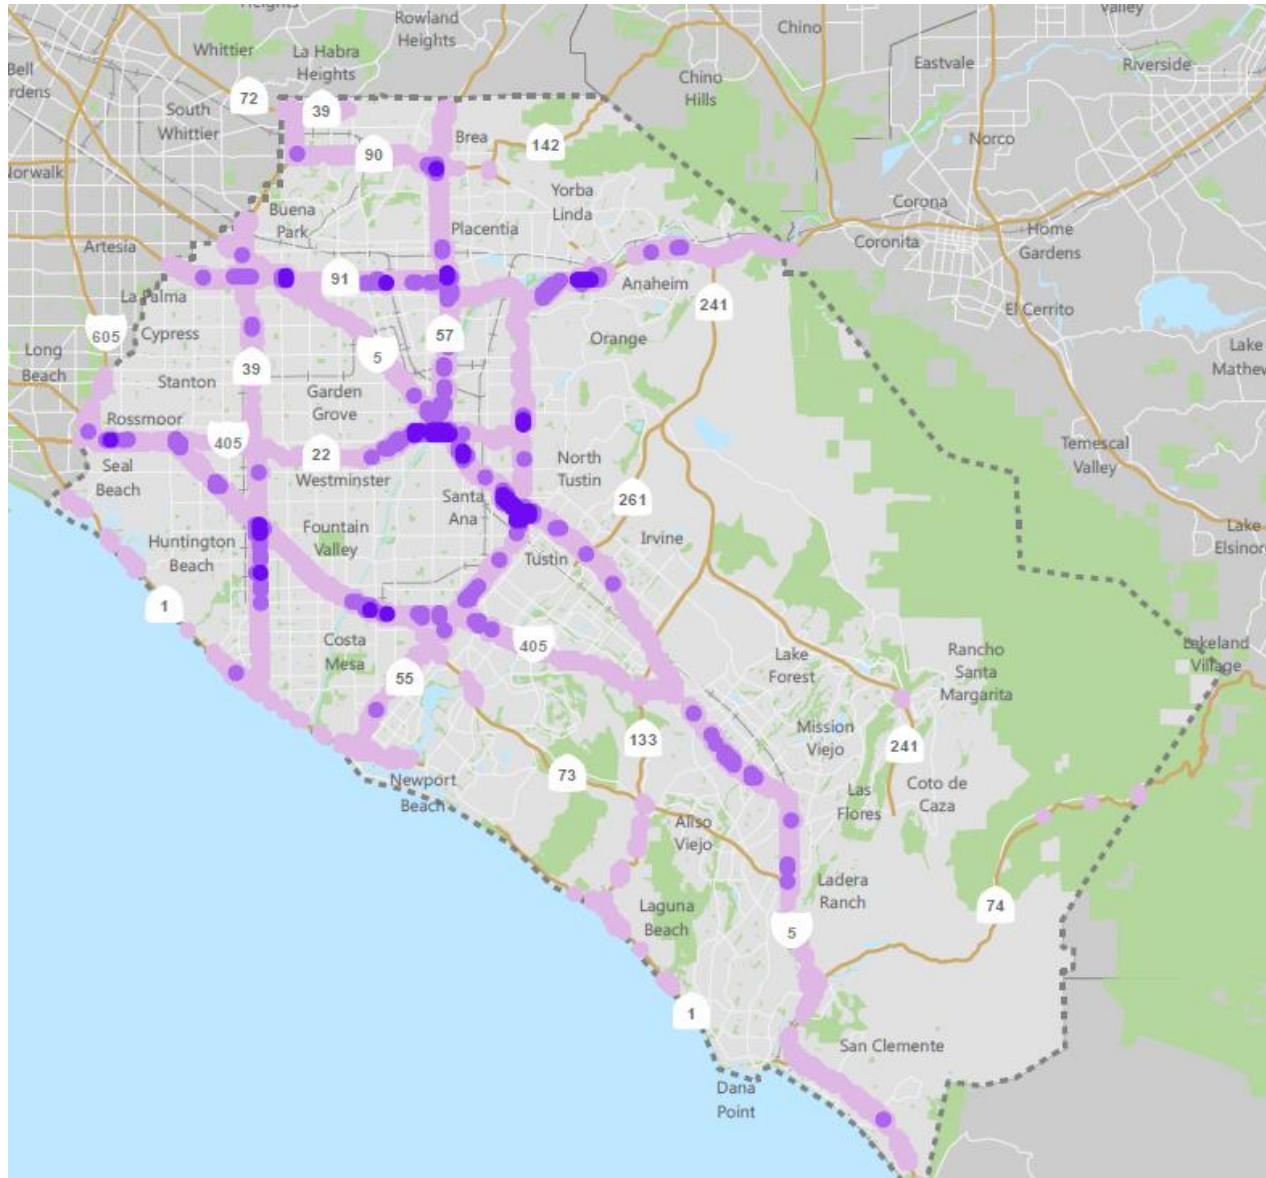 Heights
Rowland
Heights
Valley
Whittier
La Habra
Heights
Chino
Bell
Eastvale
Riverside
Chino
Hills
72
39
South
Whittier
Brea
142
Norco
90
Norwalk
Yorba
Linda
Corona
Buena
Park
Placentia
Home
Gardens
Artesia
Coronita
91
Anaheim
La Palma
241
El Cerrito
605
Cypress
57
Orange
Long
Beach
5
Lake
Mathew
39
Stanton
Garden
Grove
Rossmoor
405
22
Temescal
Valley
Seal
Beach
Westminster
North
Tustin
Santa
Ana
261
Fountain
Valley
Irvine
Lake
Elsinor
Huntington
Beach
Tustin
1
Costa
Mesa
405
Lake
Forest
Rancho
Santa
Margarita
Lakeland
Village
55
Mission
Viejo
133
241
73
Newport
Beach
Las
Flores
Coto de
Caza
Aliso
Viejo
Ladera
Ranch
Laguna
Beach
74
5
1
San Clemente
Dana
Point